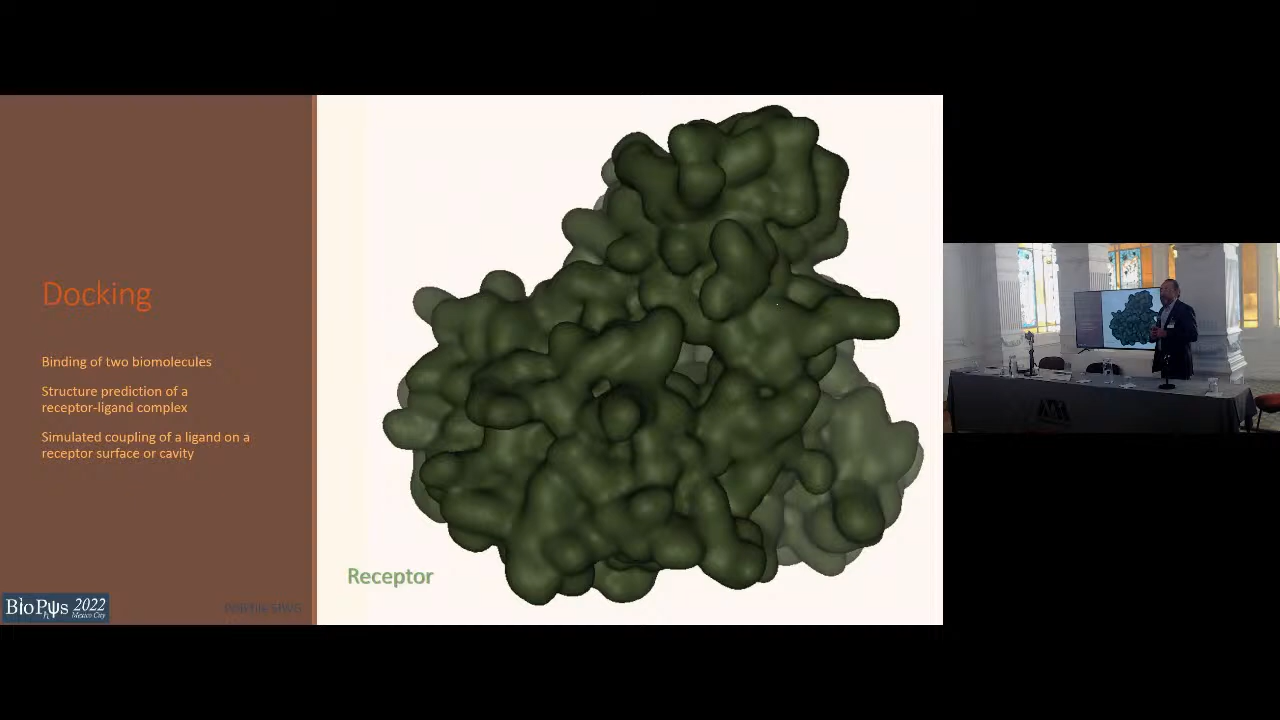 Docking
Binding of two biomolecules
Structure prediction of a
receptor-ligand complex
Simulated coupling of a ligand on a
receptor surface or cavity
Receptor
BioPhψs 2022
Mexico City